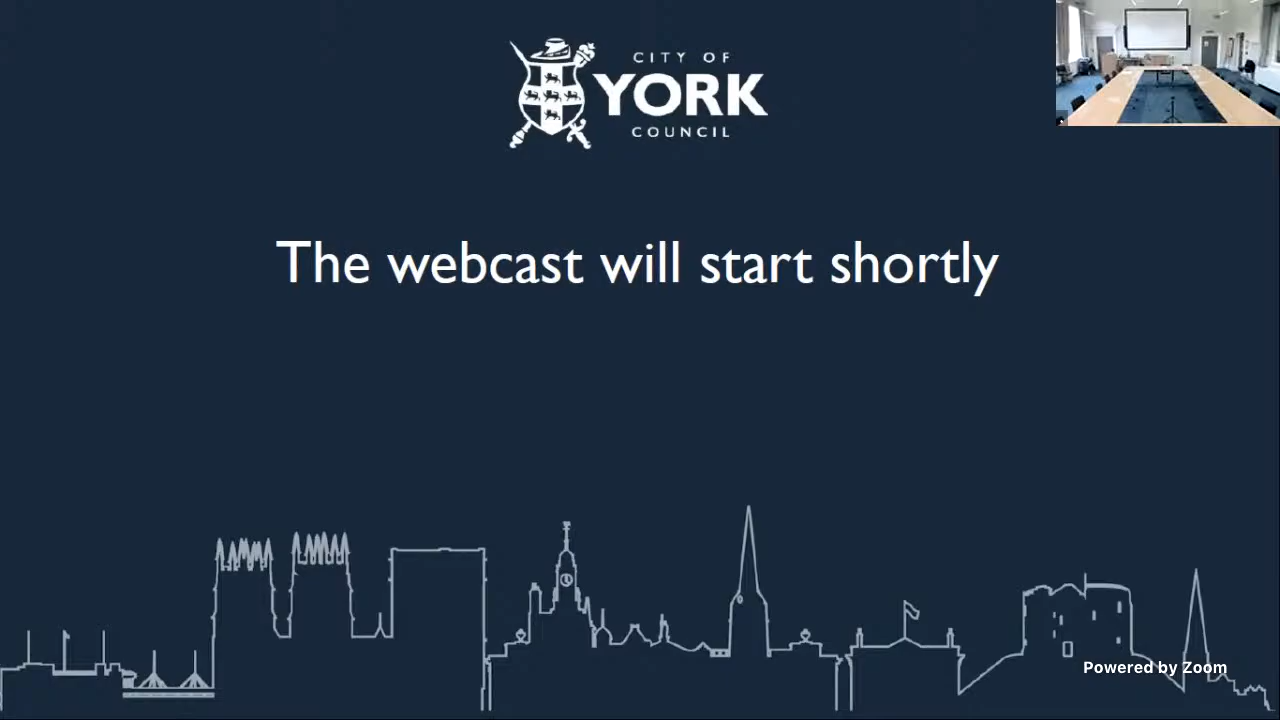 CITY OF
YORK
COUNCIL
The webcast will start shortly
Powered by Zoom